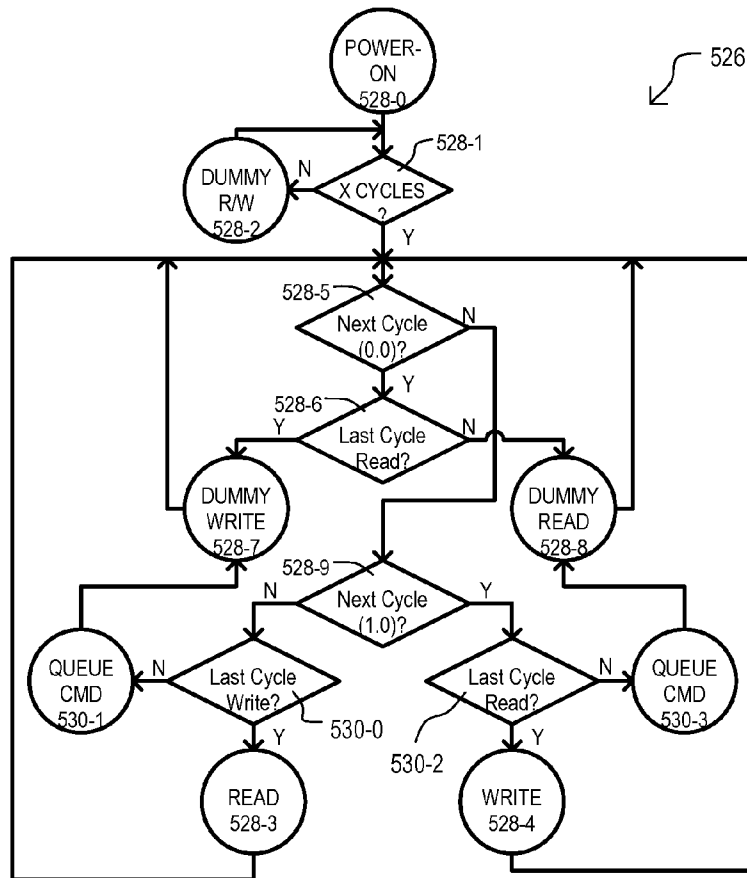 POWER-
ON
528-0
526
528-1
N
X CYCLES
?
DUMMY
R/W
528-2
Y
528-5
N
Next Cycle
(0.0)?
Y
528-6
Y
N
Last Cycle
Read?
DUMMY
WRITE
528-7
DUMMY
READ
528-8
528-9
N
Y
Next Cycle
(1.0)?
QUEUE
CMD
530-1
N
Last Cycle
Write?
530-0
Last Cycle
Read?
530-2
N
QUEUE
CMD
530-3
Y
Y
READ
528-3
WRITE
528-4